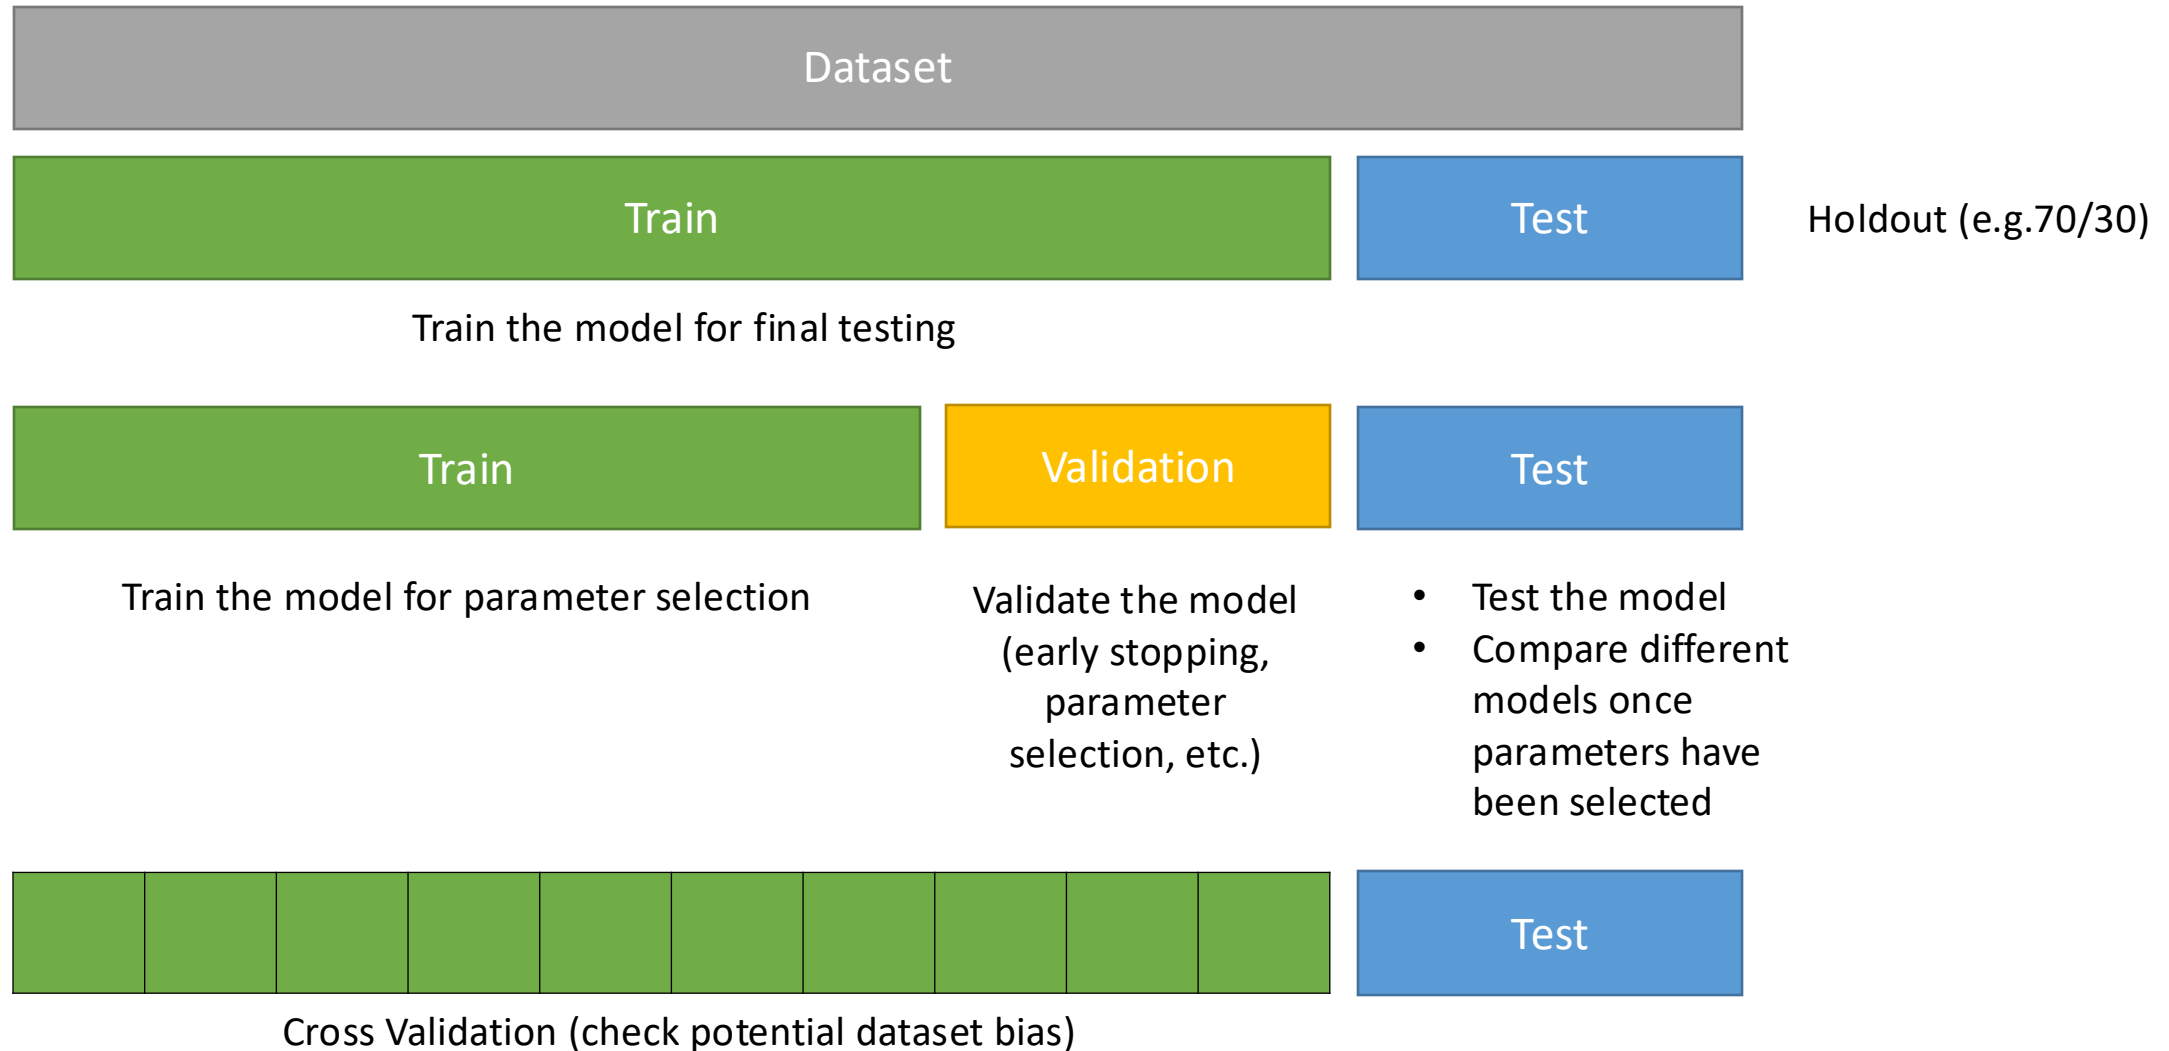 Dataset
Train
Test
Holdout (e.g.70/30)
Train the model for final testing
Train
Validation
Test
Train the model for parameter selection
Validate the model
(early stopping,
parameter
selection, etc.)
• Test the model
• Compare different
models once
parameters have
been selected
Test
Cross Validation (check potential dataset bias)